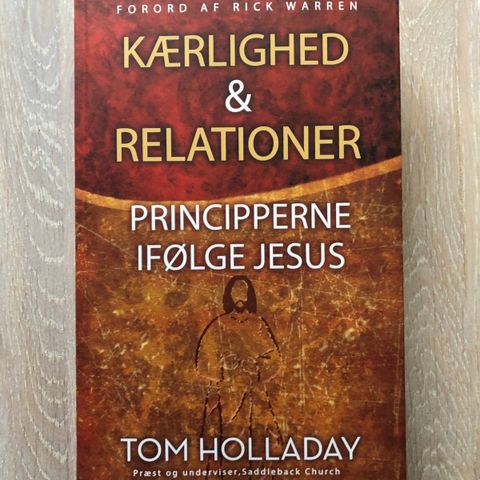 FORORD AF RICK WARREN
KÆRLIGHED
&
RELATIONER
PRINCIPPERNE
IFØLGE JESUS
TOM HOLLADAY
Præst og underviser, Saddleback Church